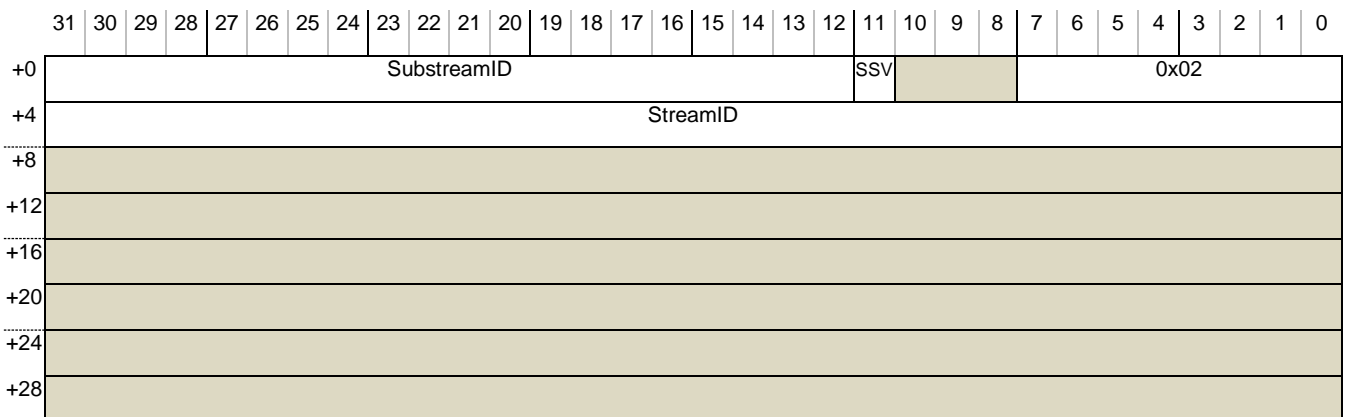 31 30 29 28 27 26 25 24 23 22 21 20 19 18 17 16 15 14 13 12 11 10 9 8 7 6 5 4 3 2 1 0
+0 SubstreamID SSV 0x02
+4 StreamID
+8
+12
+16
+20
+24
+28